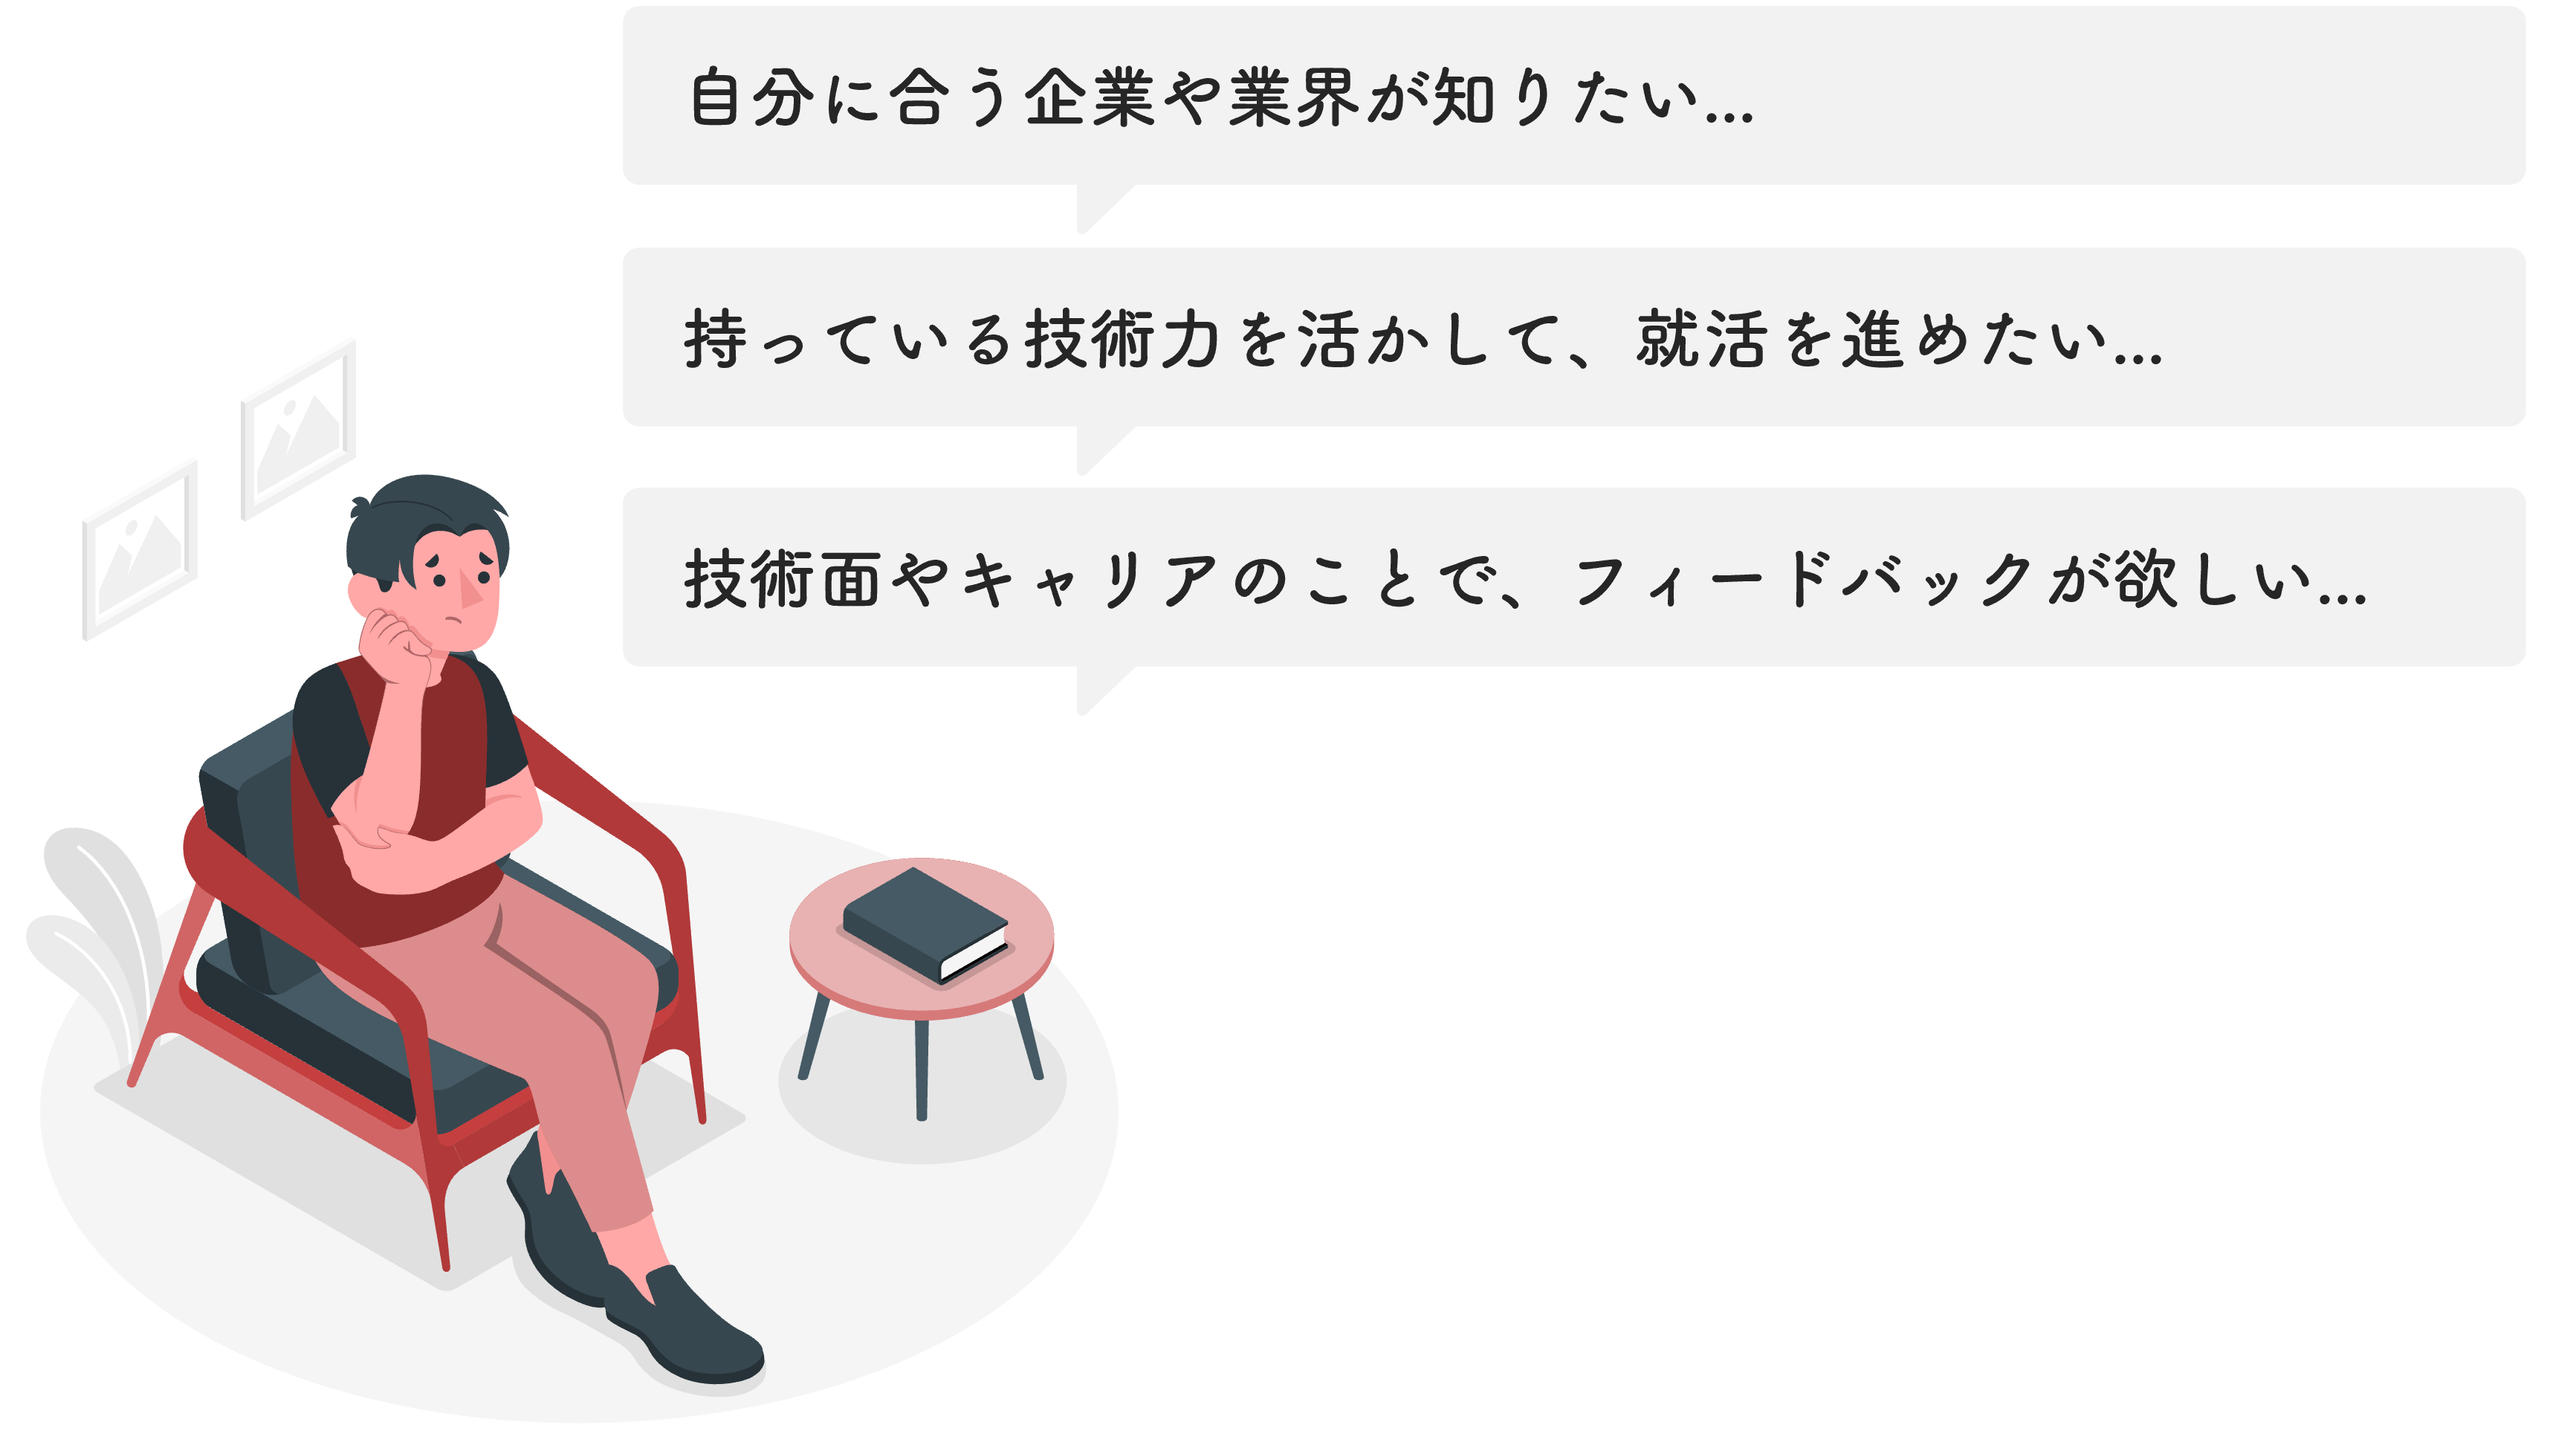 自分に合う企業や業界が知りたい...
持っている技術力を活かして、就活を進めたい...
技術面やキャリアのことで、フィードバックが欲しい...